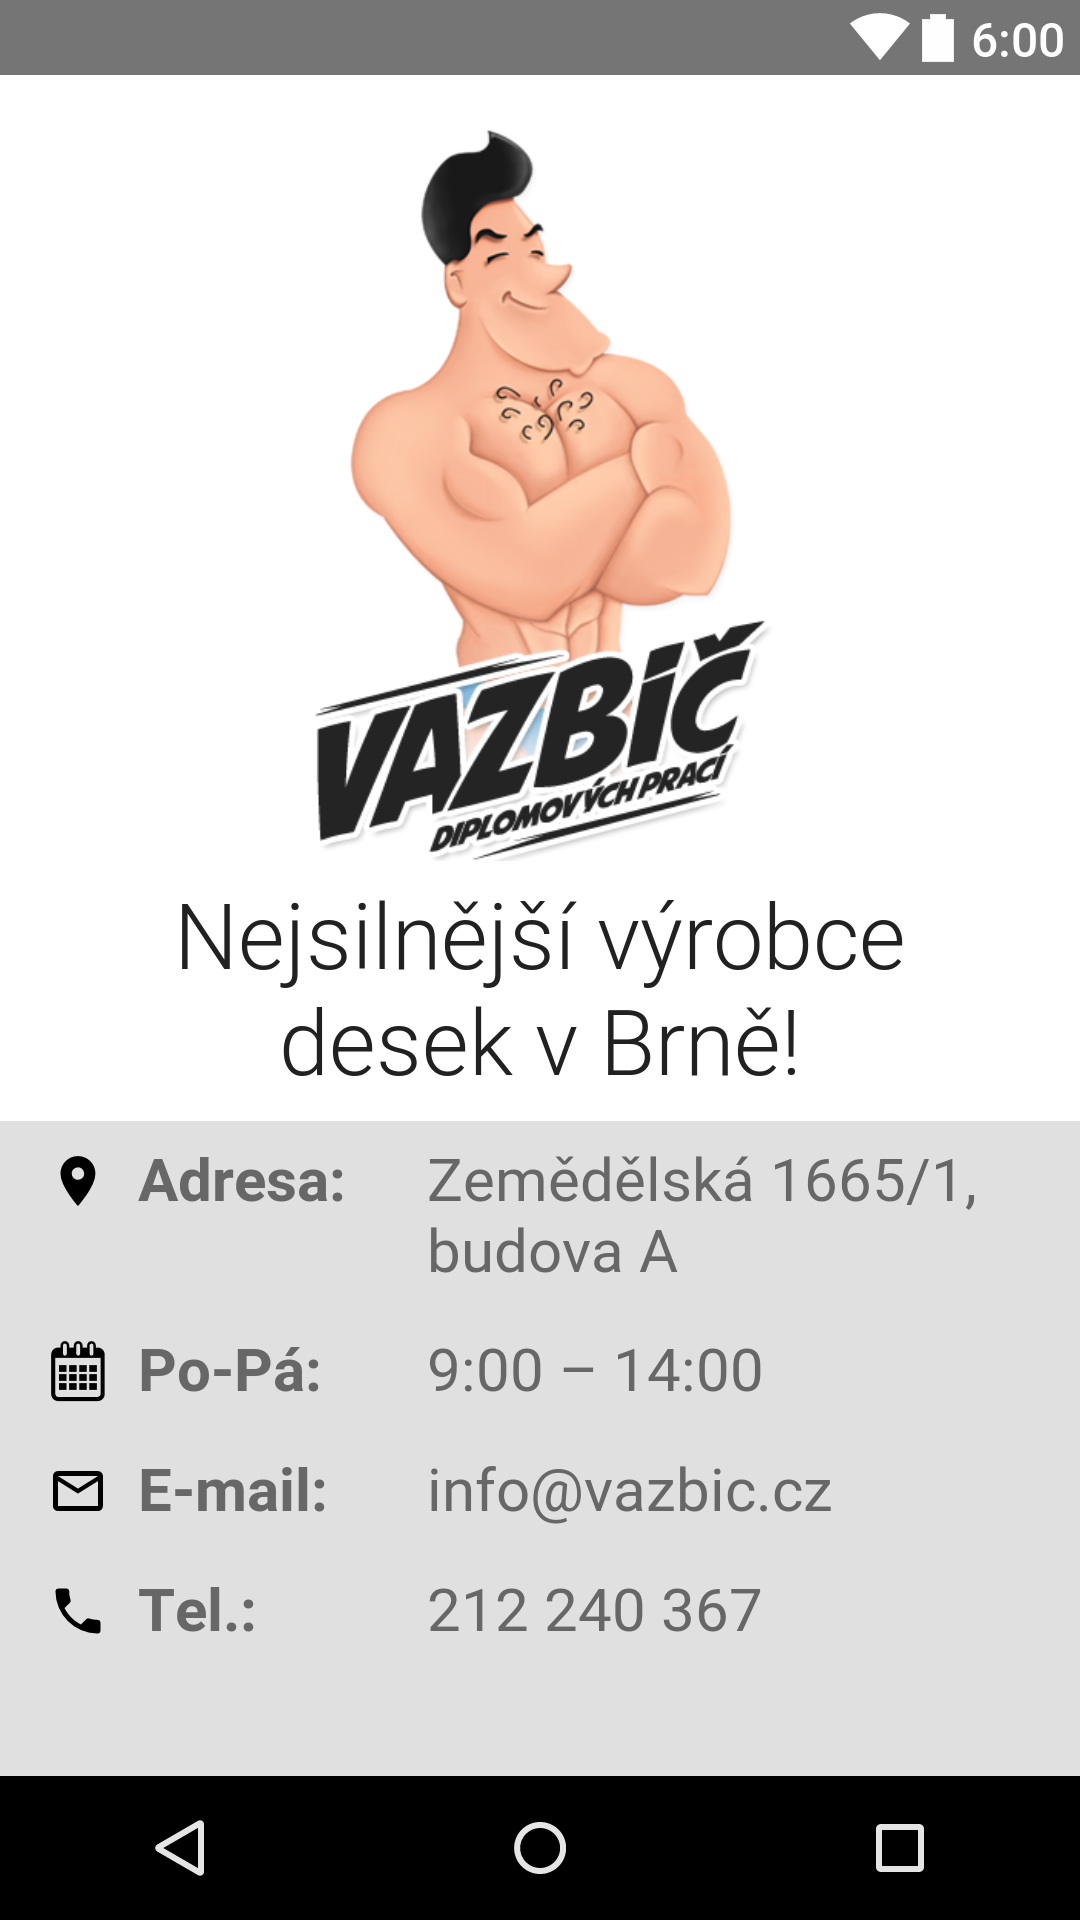 6:00
VAZBIČ
DIPLOMOVÝCH PRACÍ
Nejsilnější výrobce
desek v Brně!
Adresa: Zemědělská 1665/1,
budova A
Po-Pá: 9:00 – 14:00
E-mail: info@vazbic.cz
Tel.: 212 240 367